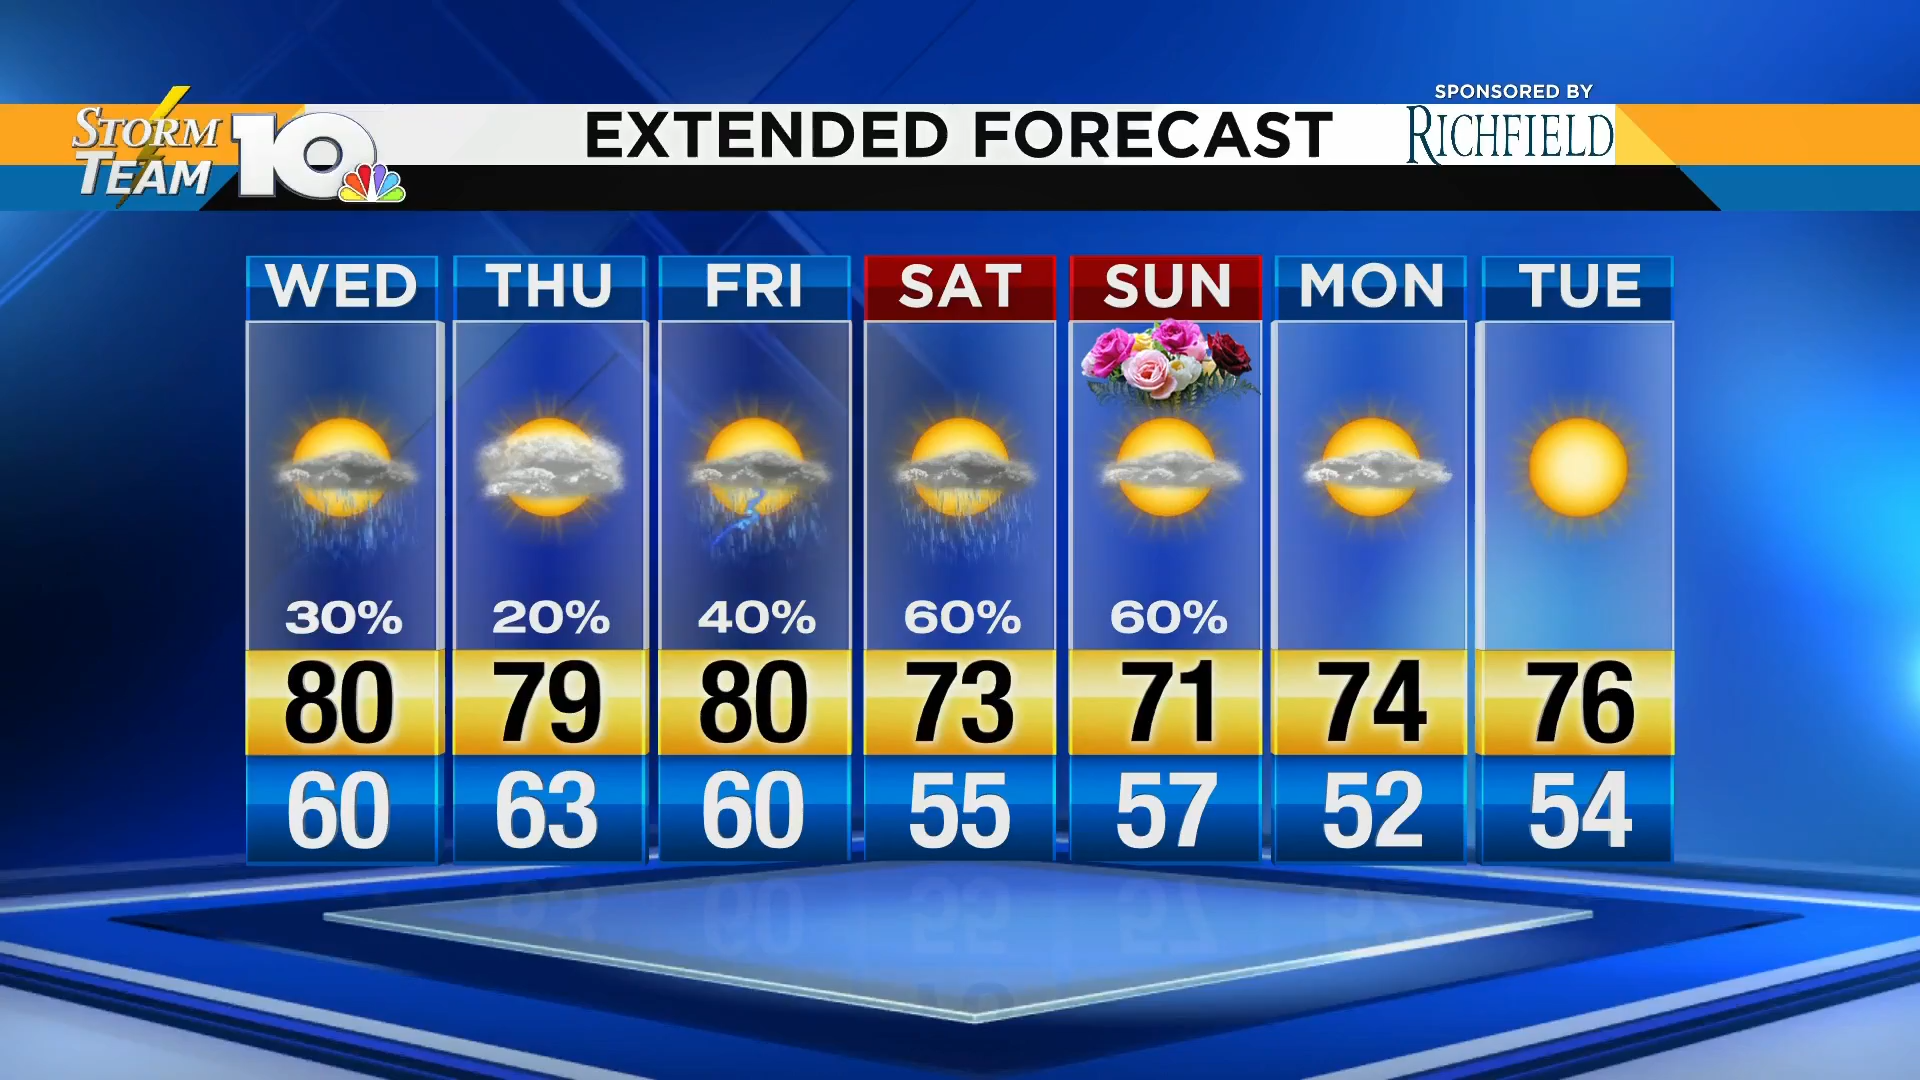 SPONSORED BY
STORM TEAM 10
EXTENDED FORECAST
RICHFIELD
WED THU FRI SAT SUN MON TUE
30% 20% 40% 60% 60%
80 79 80 73 71 74 76
60 63 60 55 57 52 54